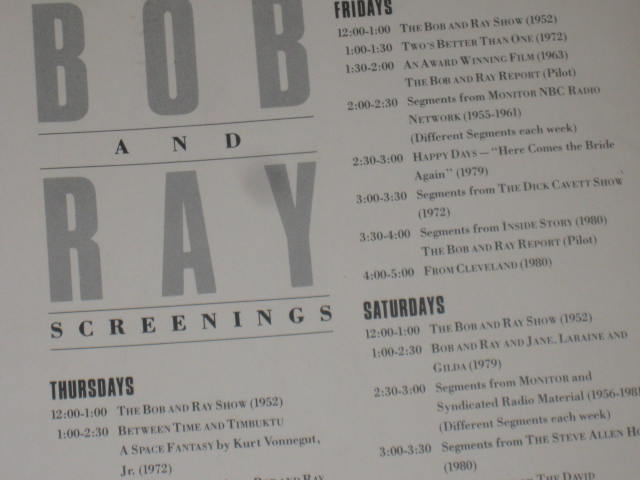 BOB
AND
RAY
SCREENINGS
THURSDAYS
12:00-1:00 THE BOB AND RAY SHOW (1952)
1:00-2:30 BETWEEN TIME AND TIMBUKTU
A SPACE FANTASY by Kurt Vonnegut,
Jr. (1972)
BOB AND RAY
FRIDAYS
12:00-1:00 THE BOB AND RAY SHOW (1952)
1:00-1:30 TWO'S BETTER THAN ONE (1972)
1:30-2:00 AN AWARD WINNING FILM (1963)
THE BOB AND RAY REPORT (Pilot)
2:00-2:30 Segments from MONITOR NBC RADIO
NETWORK (1955-1961)
(Different Segments each week)
2:30-3:00 HAPPY DAYS — "Here Comes the Bride
Again" (1979)
3:00-3:30 Segments from THE DICK CAVETT SHOW
(1972)
3:30-4:00 Segments from INSIDE STORY (1980)
THE BOB AND RAY REPORT (Pilot)
4:00-5:00 FROM CLEVELAND (1980)
SATURDAYS
12:00-1:00 THE BOB AND RAY SHOW (1952)
1:00-2:30 BOB AND RAY AND JANE, LARAINE AND
GILDA (1979)
2:30-3:00 Segments from MONITOR and
Syndicated Radio Material (1956-1981
(Different Segments each week)
3:00-3:30 Segments from THE STEVE ALLEN HO
(1980)
THE DAVID